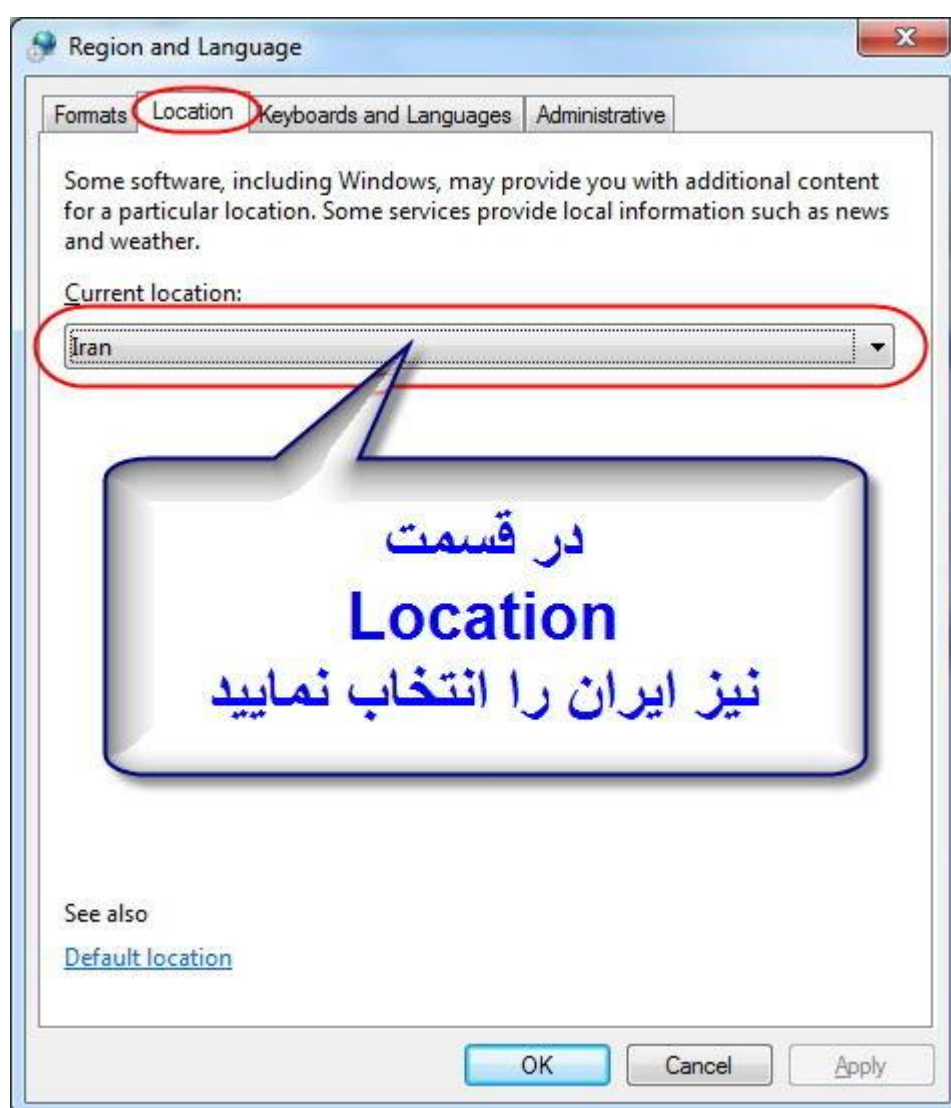 Region and Language
Formats Location Keyboards and Languages Administrative
Some software, including Windows, may provide you with additional content
for a particular location. Some services provide local information such as news
and weather.
Current location:
Iran
در قسمت
Location
نیز ایران را انتخاب نمایید
See also
Default location
OK Cancel Apply